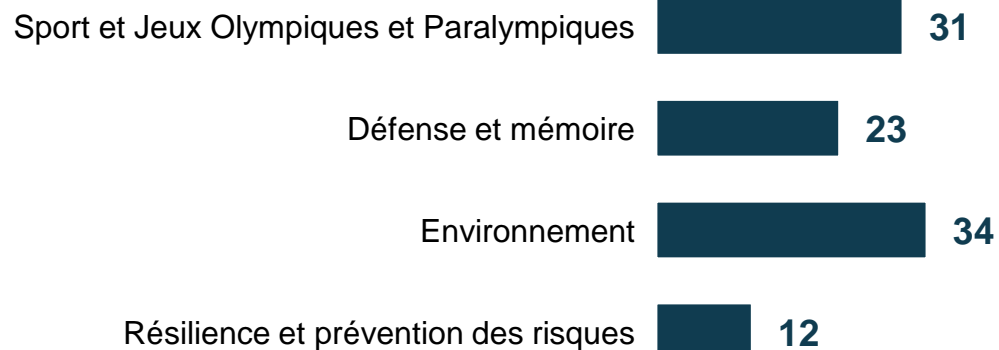 Sport et Jeux Olympiques et Paralympiques 31
Défense et mémoire 23
Environnement 34
Résilience et prévention des risques 12